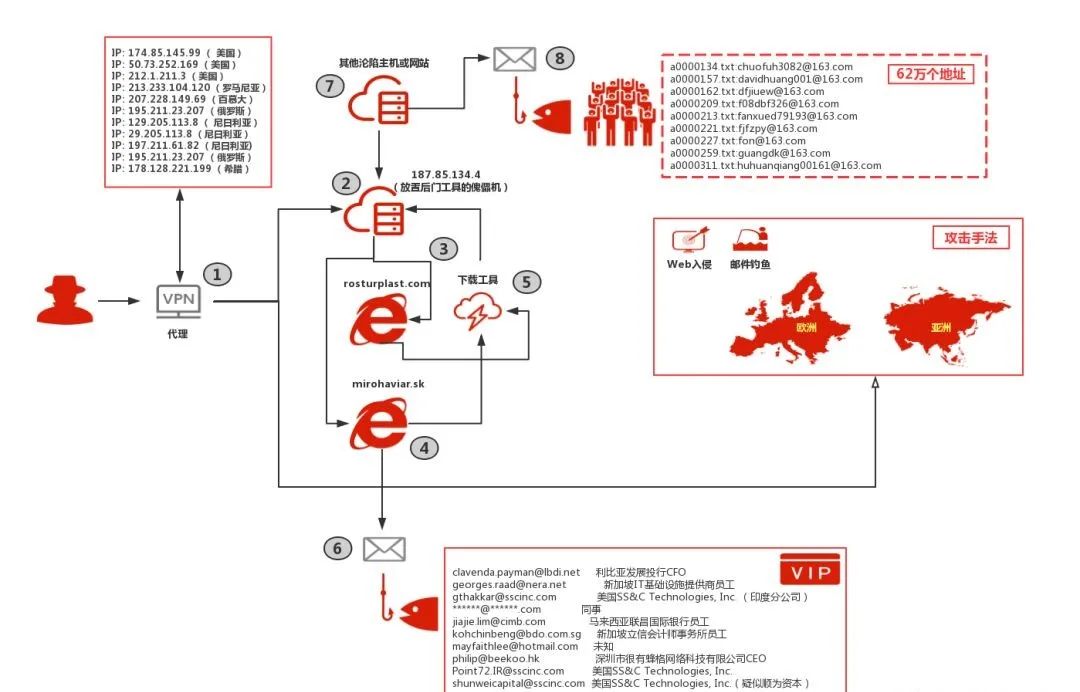 IP: 174.85.145.99 （ 美国）
IP: 50.73.252.169 （ 美国）
IP: 212.1.211.3 （ 美国）
IP: 213.233.104.120 （ 罗马尼亚）
IP: 207.228.149.69 （ 百慕大）
IP: 195.211.23.207 （ 俄罗斯）
IP: 129.205.113.8 （ 尼日利亚）
IP: 29.205.113.8 （ 尼日利亚）
IP: 197.211.61.82 （ 尼日利亚）
IP: 195.211.23.207 （ 俄罗斯）
IP: 178.128.221.199 （ 希腊）
其他沦陷主机或网站
7
8
a0000134.txt:chuofuh3082@163.com
a0000157.txt:davidhuang001@163.com
a0000162.txt:dfjiuew@163.com
a0000209.txt:f08dbf326@163.com
a0000213.txt:fanxued79193@163.com
a0000221.txt:fjfzpy@163.com
a0000227.txt:fon@163.com
a0000259.txt:guangdk@163.com
a0000311.txt:huhuanqiang00161@163.com
62万个地址
2
187.85.134.4
（放置后门工具的傀儡机）
3
1
VPN
代理
rosturplast.com
下载工具
5
mirohaviar.sk
4
攻击手法
Web入侵
邮件钓鱼
欧洲
亚洲
6
VIP
clavenda.payman@lbdi.net 利比亚发展投行CFO
georges.raad@nera.net 新加坡IT基础设施提供商员工
gthakkar@sscinc.com 美国SS&C Technologies, Inc. （ 印度分公司）
******@******.com 同事
jiajie.lim@cimb.com 马来西亚联昌国际银行员工
kohchinbeng@bdo.com.sg 新加坡立信会计师事务所员工
mayfaithlee@hotmail.com 未知
philip@beekoo.hk 深圳市很有蜂格网络科技有限公司CEO
Point72.IR@sscinc.com 美国SS&C Technologies, Inc.
shunweicapital@sscinc.com 美国SS&C Technologies, Inc.（ 疑似顺为资本）